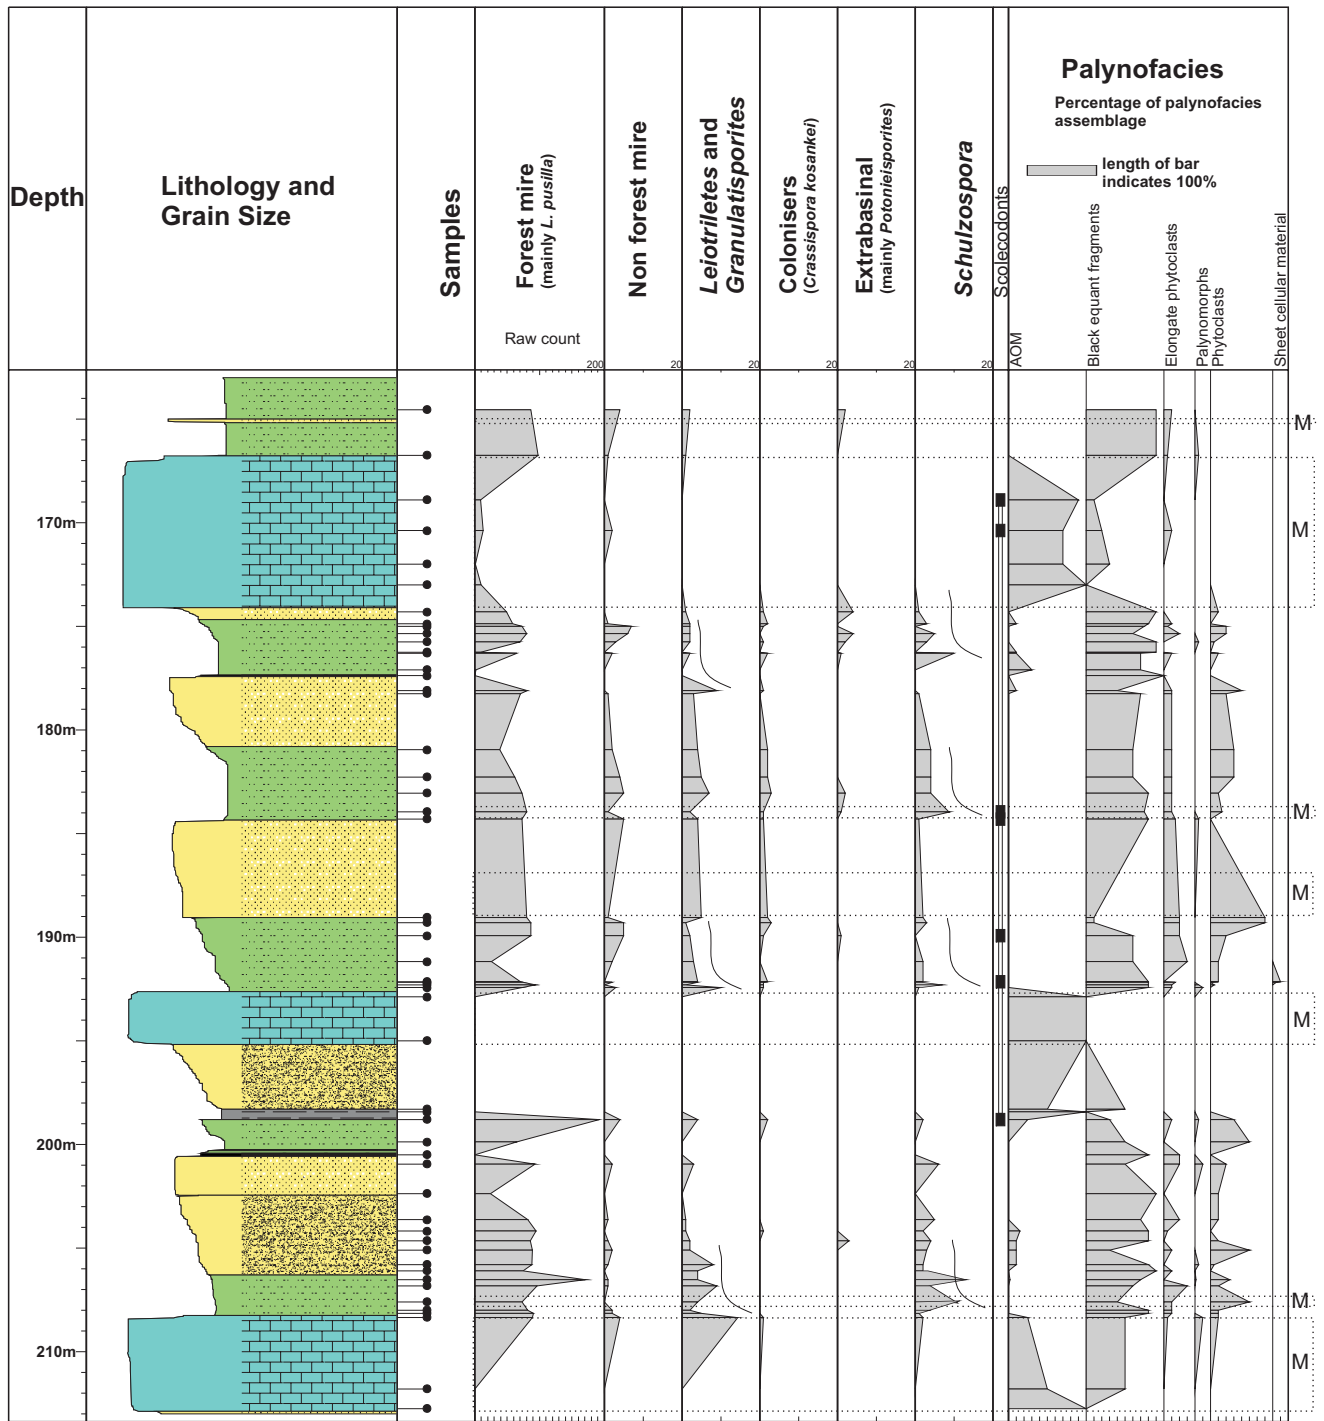 Palynofacies
Percentage of palynofacies
assemblage
length of bar
indicates 100%
Depth
Lithology and
Grain Size
Samples
Forest mire
(mainly L. pusilla)
Raw count
200
Non forest mire
20
Leiotriletes and
Granulatisporites
20
Colonisers
(Crassispora kosankei)
20
Extrabasinal
(mainly Potonieisporites)
20
Schulzospora
20
Scolecodonts
AOM
Black equant fragments
Elongate phytoclasts
Palynomorphs
Phytoclasts
Sheet cellular material
M
170m
M
180m
M
M
190m
M
200m
M
210m
M